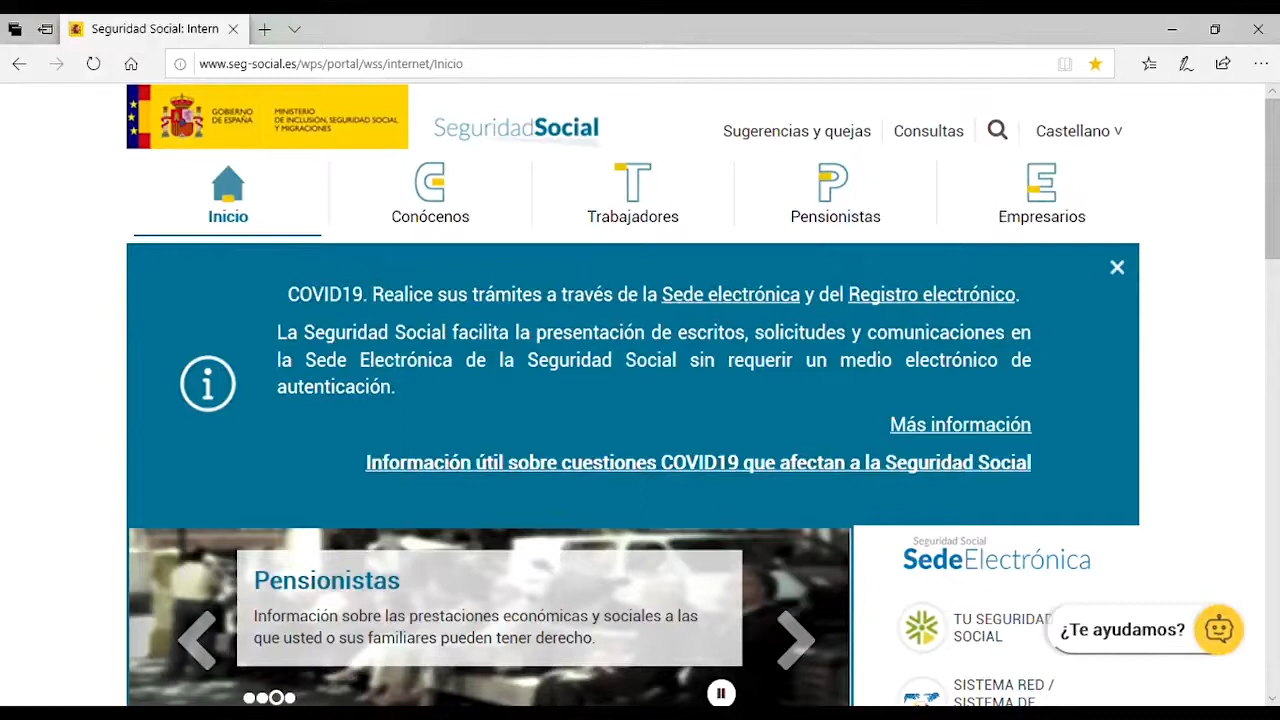 Seguridad Social: Intern
www.seg-social.es/wps/portal/wss/internet/Inicio
GOBIERNO
DE ESPAÑA
MINISTERIO
DE INCLUSIÓN, SEGURIDAD SOCIAL
Y MIGRACIONES
SeguridadSocial
Sugerencias y quejas
Consultas
Castellano
Inicio
C
Conócenos
T
Trabajadores
P
Pensionistas
E
Empresarios
COVID19. Realice sus trámites a través de la Sede electrónica y del Registro electrónico.
La Seguridad Social facilita la presentación de escritos, solicitudes y comunicaciones en
la Sede Electrónica de la Seguridad Social sin requerir un medio electrónico de
autenticación.
Más información
Información útil sobre cuestiones COVID19 que afectan a la Seguridad Social
Pensionistas
Información sobre las prestaciones económicas y sociales a las
que usted o sus familiares pueden tener derecho.
Seguridad Social
SedeElectrónica
TU SEGURIDAD
SOCIAL
¿Te ayudamos?
SISTEMA RED /
SISTEMA DE